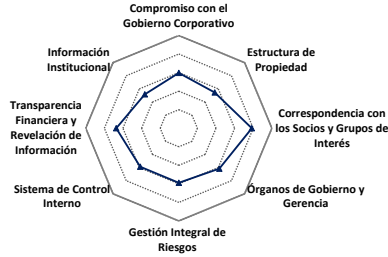 Compromiso con el
Gobierno Corporativo
Estructura de
Propiedad
Correspondencia con
los Socios y Grupos de
Interés
Órganos de Gobierno y
Gerencia
Gestión Integral de
Riesgos
Sistema de Control
Interno
Transparencia
Financiera y
Revelación de
Información
Información
Institucional